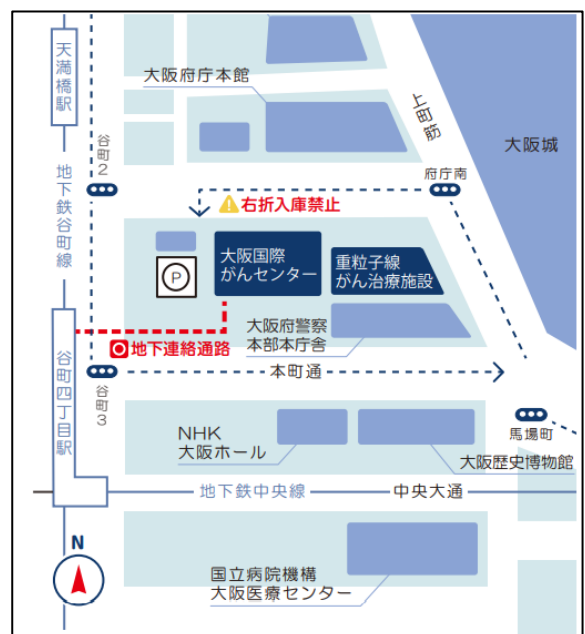 天満橋駅
大阪府庁本館
上町筋
大阪城
谷町2
府庁南
地下鉄谷町線
右折入庫禁止
P
大阪国際
がんセンター
重粒子線
がん治療施設
大阪府警察
本部本庁舎
地下連絡通路
本町通
谷町3
谷町四丁目駅
NHK
大阪ホール
馬場町
大阪歴史博物館
地下鉄中央線
中央大通
N
国立病院機構
大阪医療センター